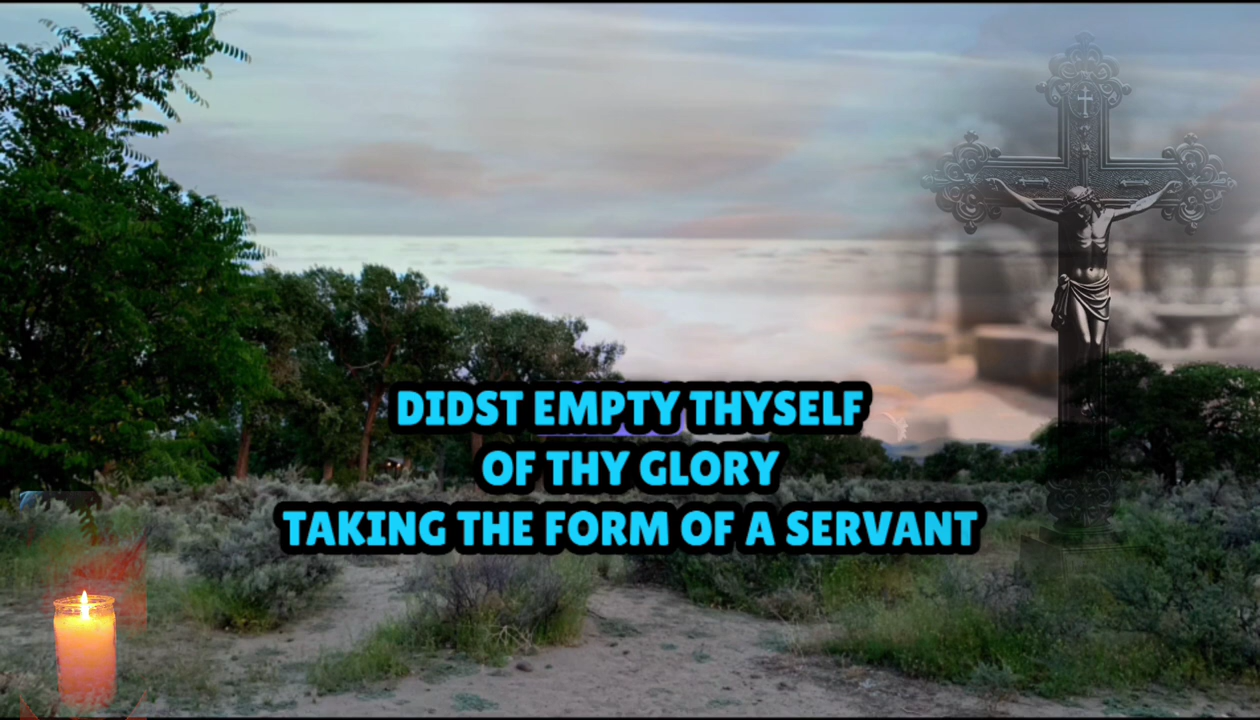 DIDST EMPTY THYSELF
OF THY GLORY
TAKING THE FORM OF A SERVANT